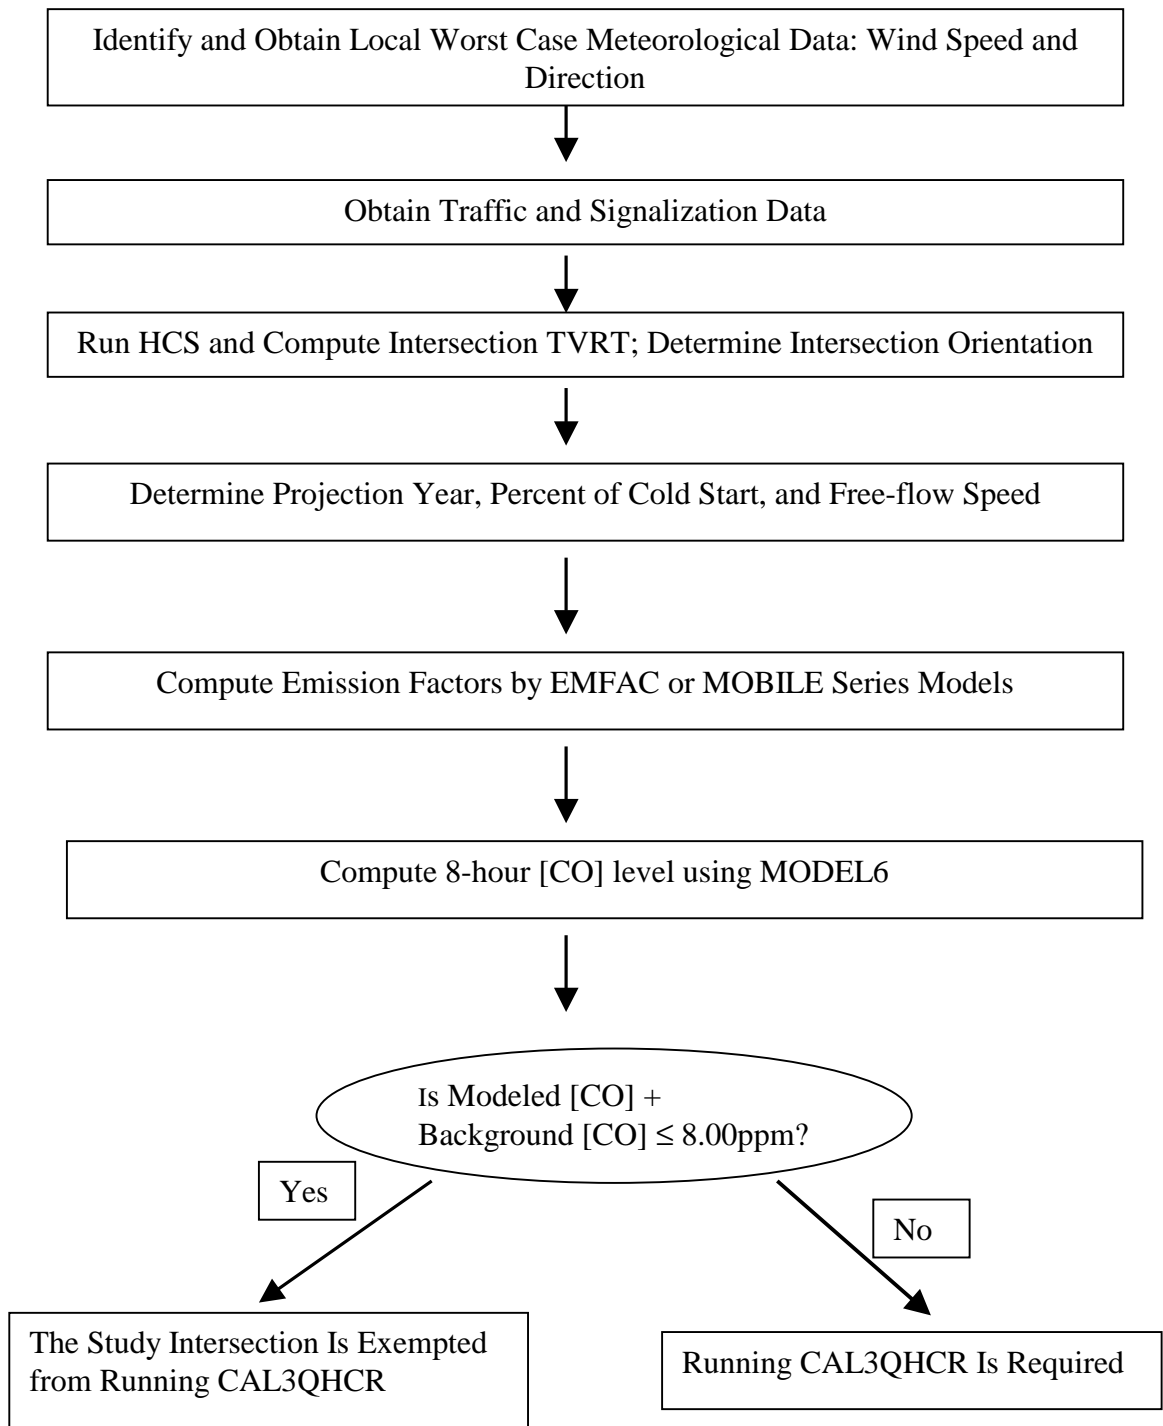 Identify and Obtain Local Worst Case Meteorological Data: Wind Speed and
Direction
Obtain Traffic and Signalization Data
Run HCS and Compute Intersection TVRT; Determine Intersection Orientation
Determine Projection Year, Percent of Cold Start, and Free-flow Speed
Compute Emission Factors by EMFAC or MOBILE Series Models
Compute 8-hour [CO] level using MODEL6
Is Modeled [CO] +
Background [CO] ≤ 8.00ppm?
Yes
No
The Study Intersection Is Exempted
from Running CAL3QHCR
Running CAL3QHCR Is Required